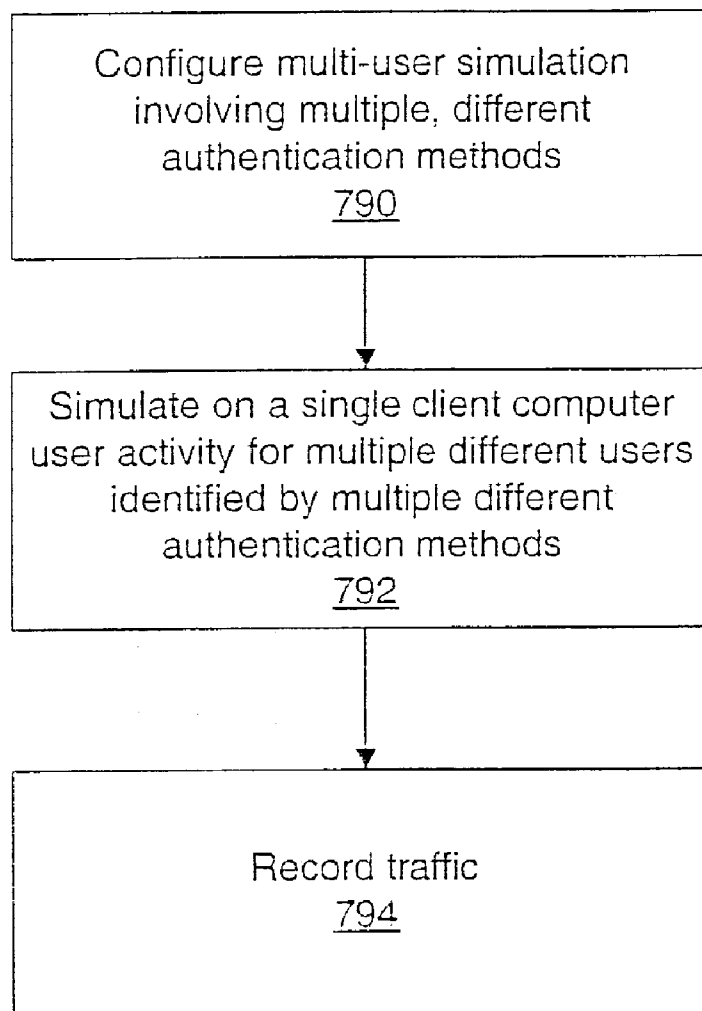 Configure multi-user simulation
involving multiple, different
authentication methods
790
Simulate on a single client computer
user activity for multiple different users
identified by multiple different
authentication methods
792
Record traffic
794